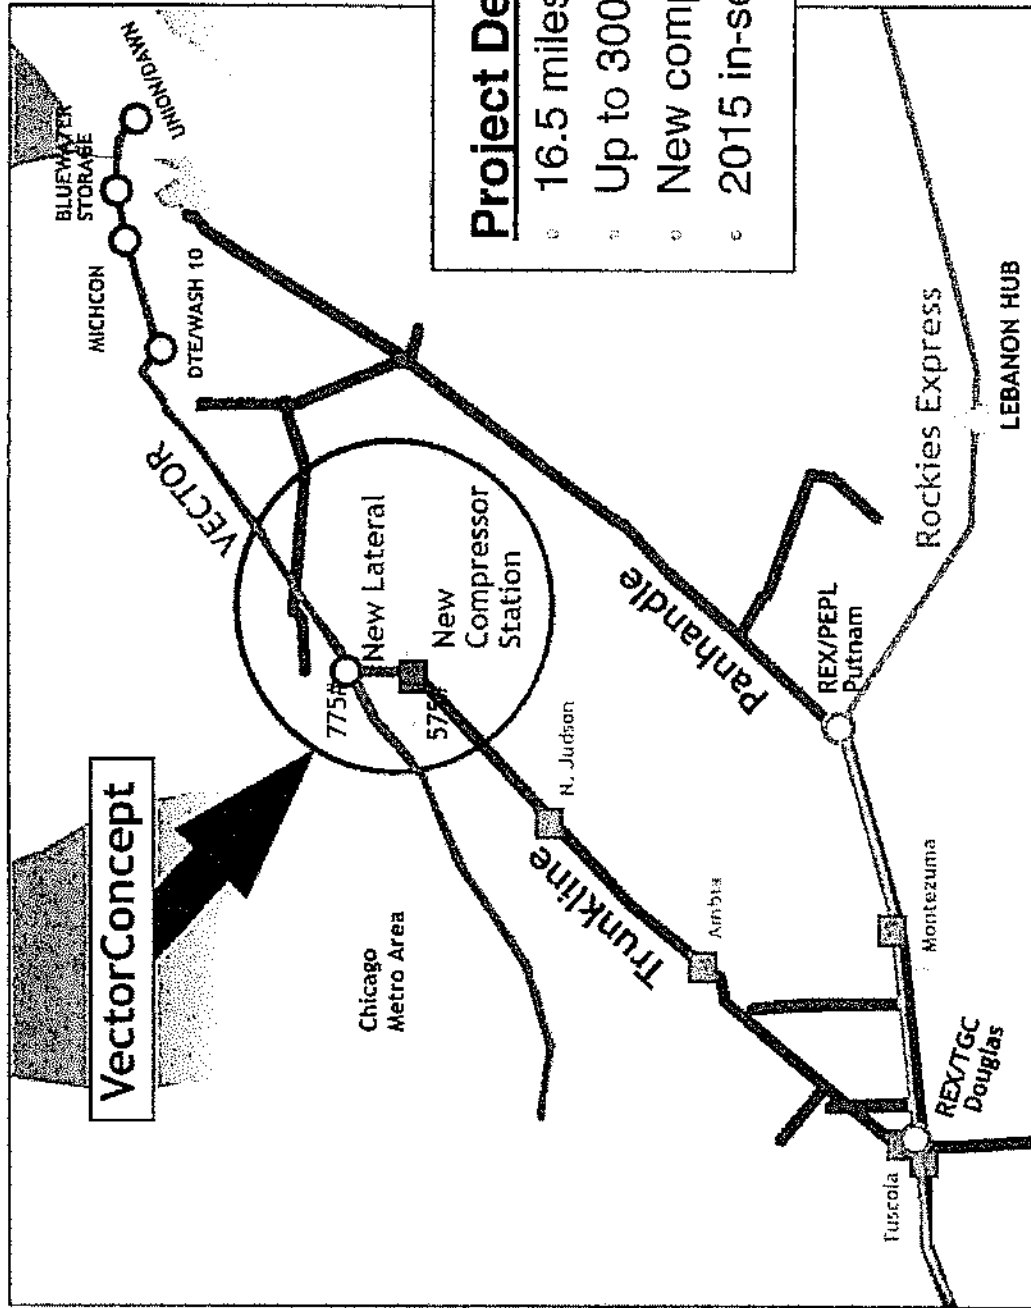 VectorConcept
UNION/DAWN
BLUEWATER
STORAGE
MICHCON
DTE/WASH 10
VECTOR
775#
New Lateral
575#
New
Compressor
Station
Chicago
Metro Area
N. Judson
Trunkline
Ambia
Panhandle
REX/PEPL
Putnam
Rockies Express
LEBANON HUB
Montezuma
Tuscola
REX/TGC
Douglas
Project De
16.5 miles
Up to 300
New comp
2015 in-se